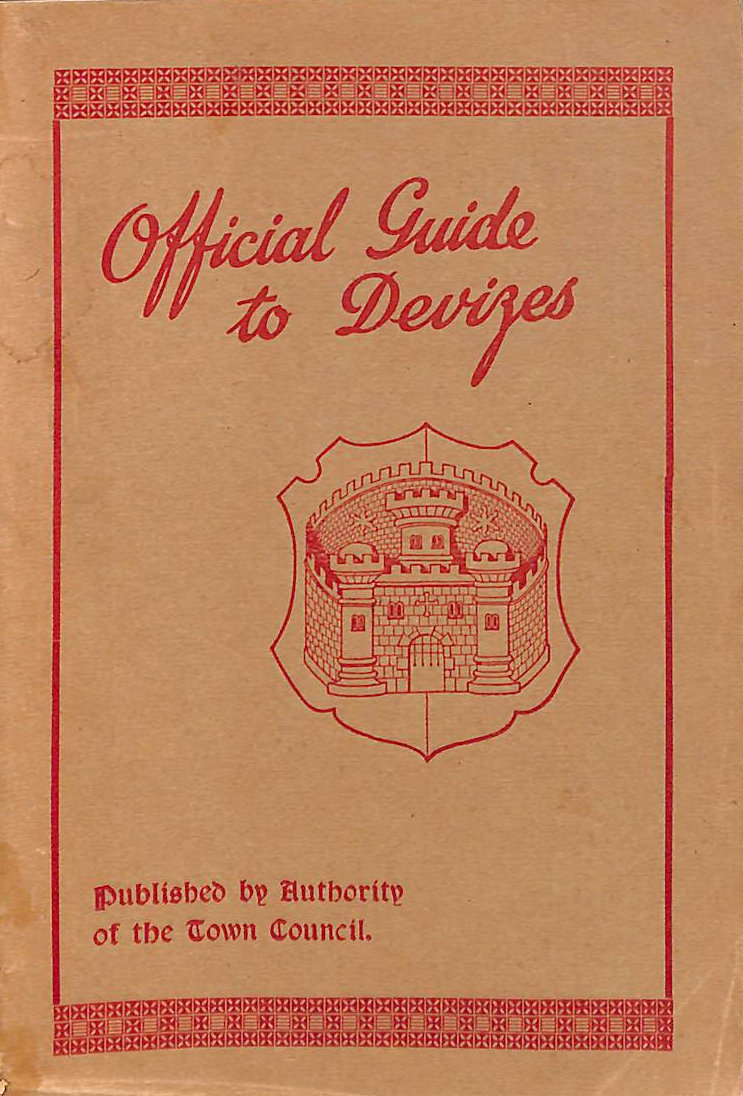 Official Guide
to Devizes
Published by Authority
of the Town Council.